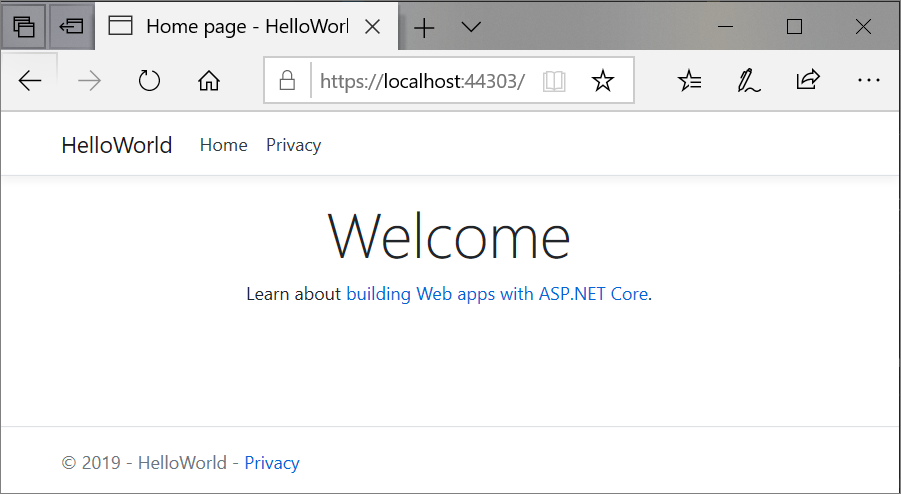 Home page - HelloWorl
https://localhost:44303/
HelloWorld Home Privacy
Welcome
Learn about building Web apps with ASP.NET Core.
© 2019 - HelloWorld - Privacy